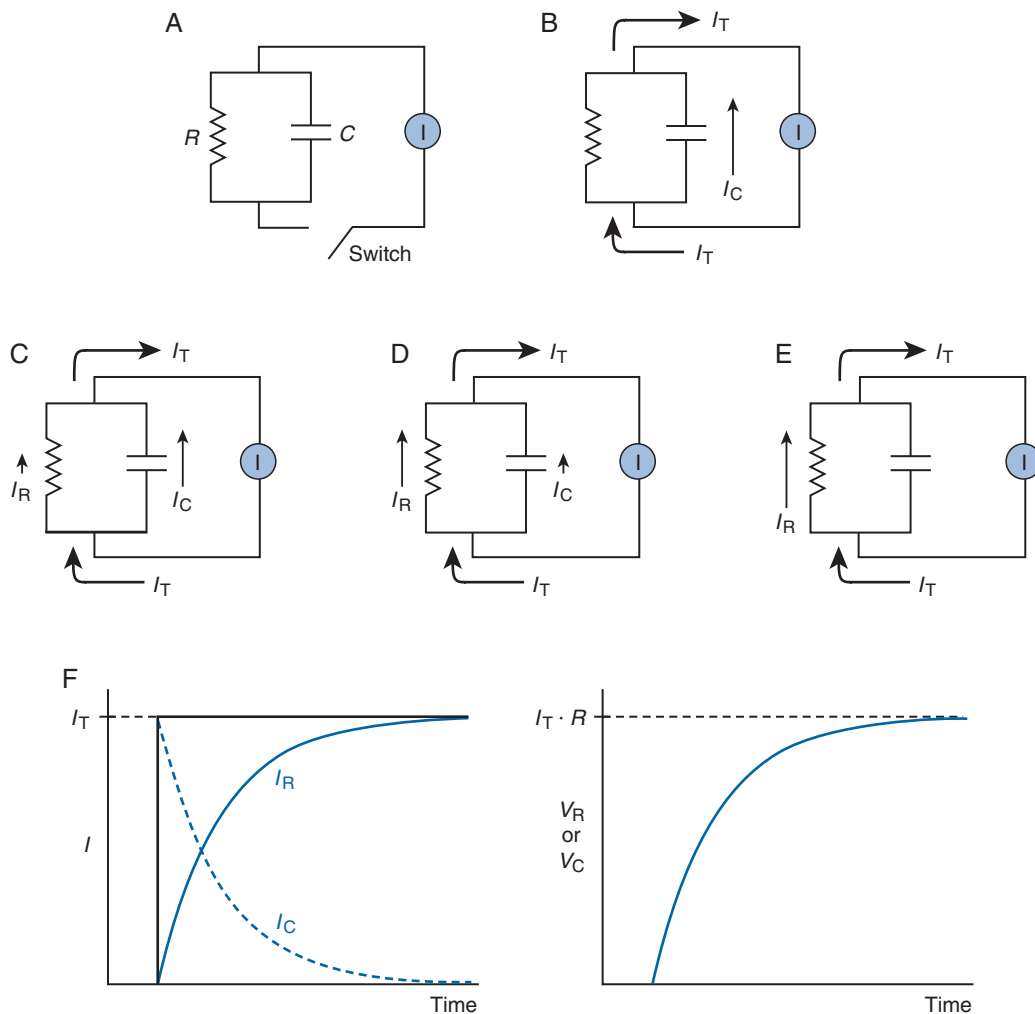 A
I_T
B
R
C
I
I
I_C
Switch
I_T
C
I_T
D
I_T
E
I_T
I_R
I_C
I
I_R
I_C
I
I_R
I
I_T
I_T
I_T
F
I_T
I_T · R
I_R
V_R
I
or
V_C
I_C
Time
Time